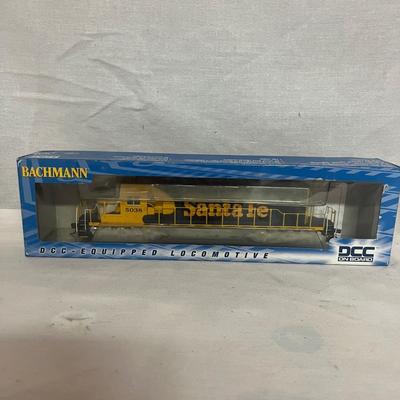 BACHMANN
5036
Santa Fe
DCC-EQUIPPED LOCOMOTIVE
DCC
ON BOARD